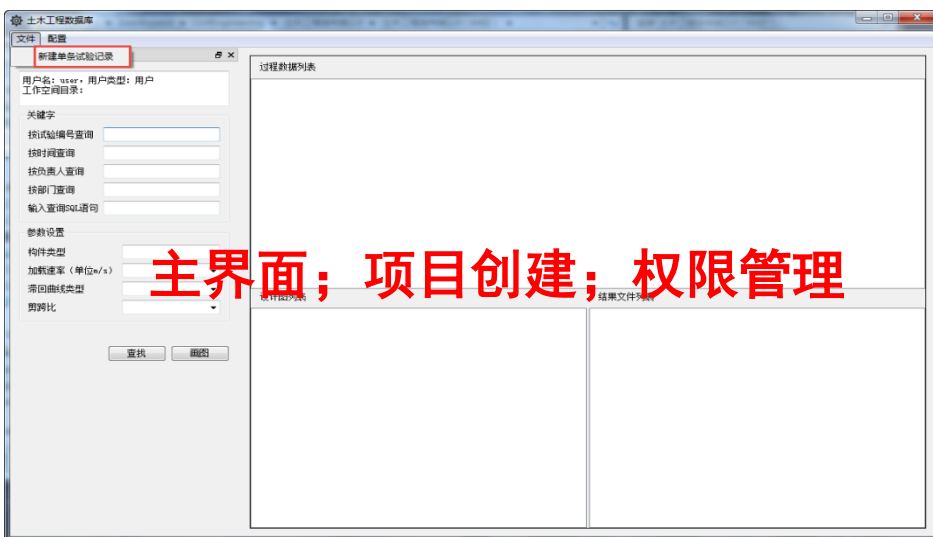 土木工程数据库
文件 配置
新建单条试验记录
用户名: user, 用户类型: 用户
工作空间目录:
关键字
按试验编号查询
按时间查询
按负责人查询
按部门查询
输入查询SQL语句
参数设置
构件类型
加载速率（单位m/s）
滞回曲线类型
剪跨比
查找 画图
过程数据列表
主界面；项目创建；权限管理
设计图列表
结果文件列表